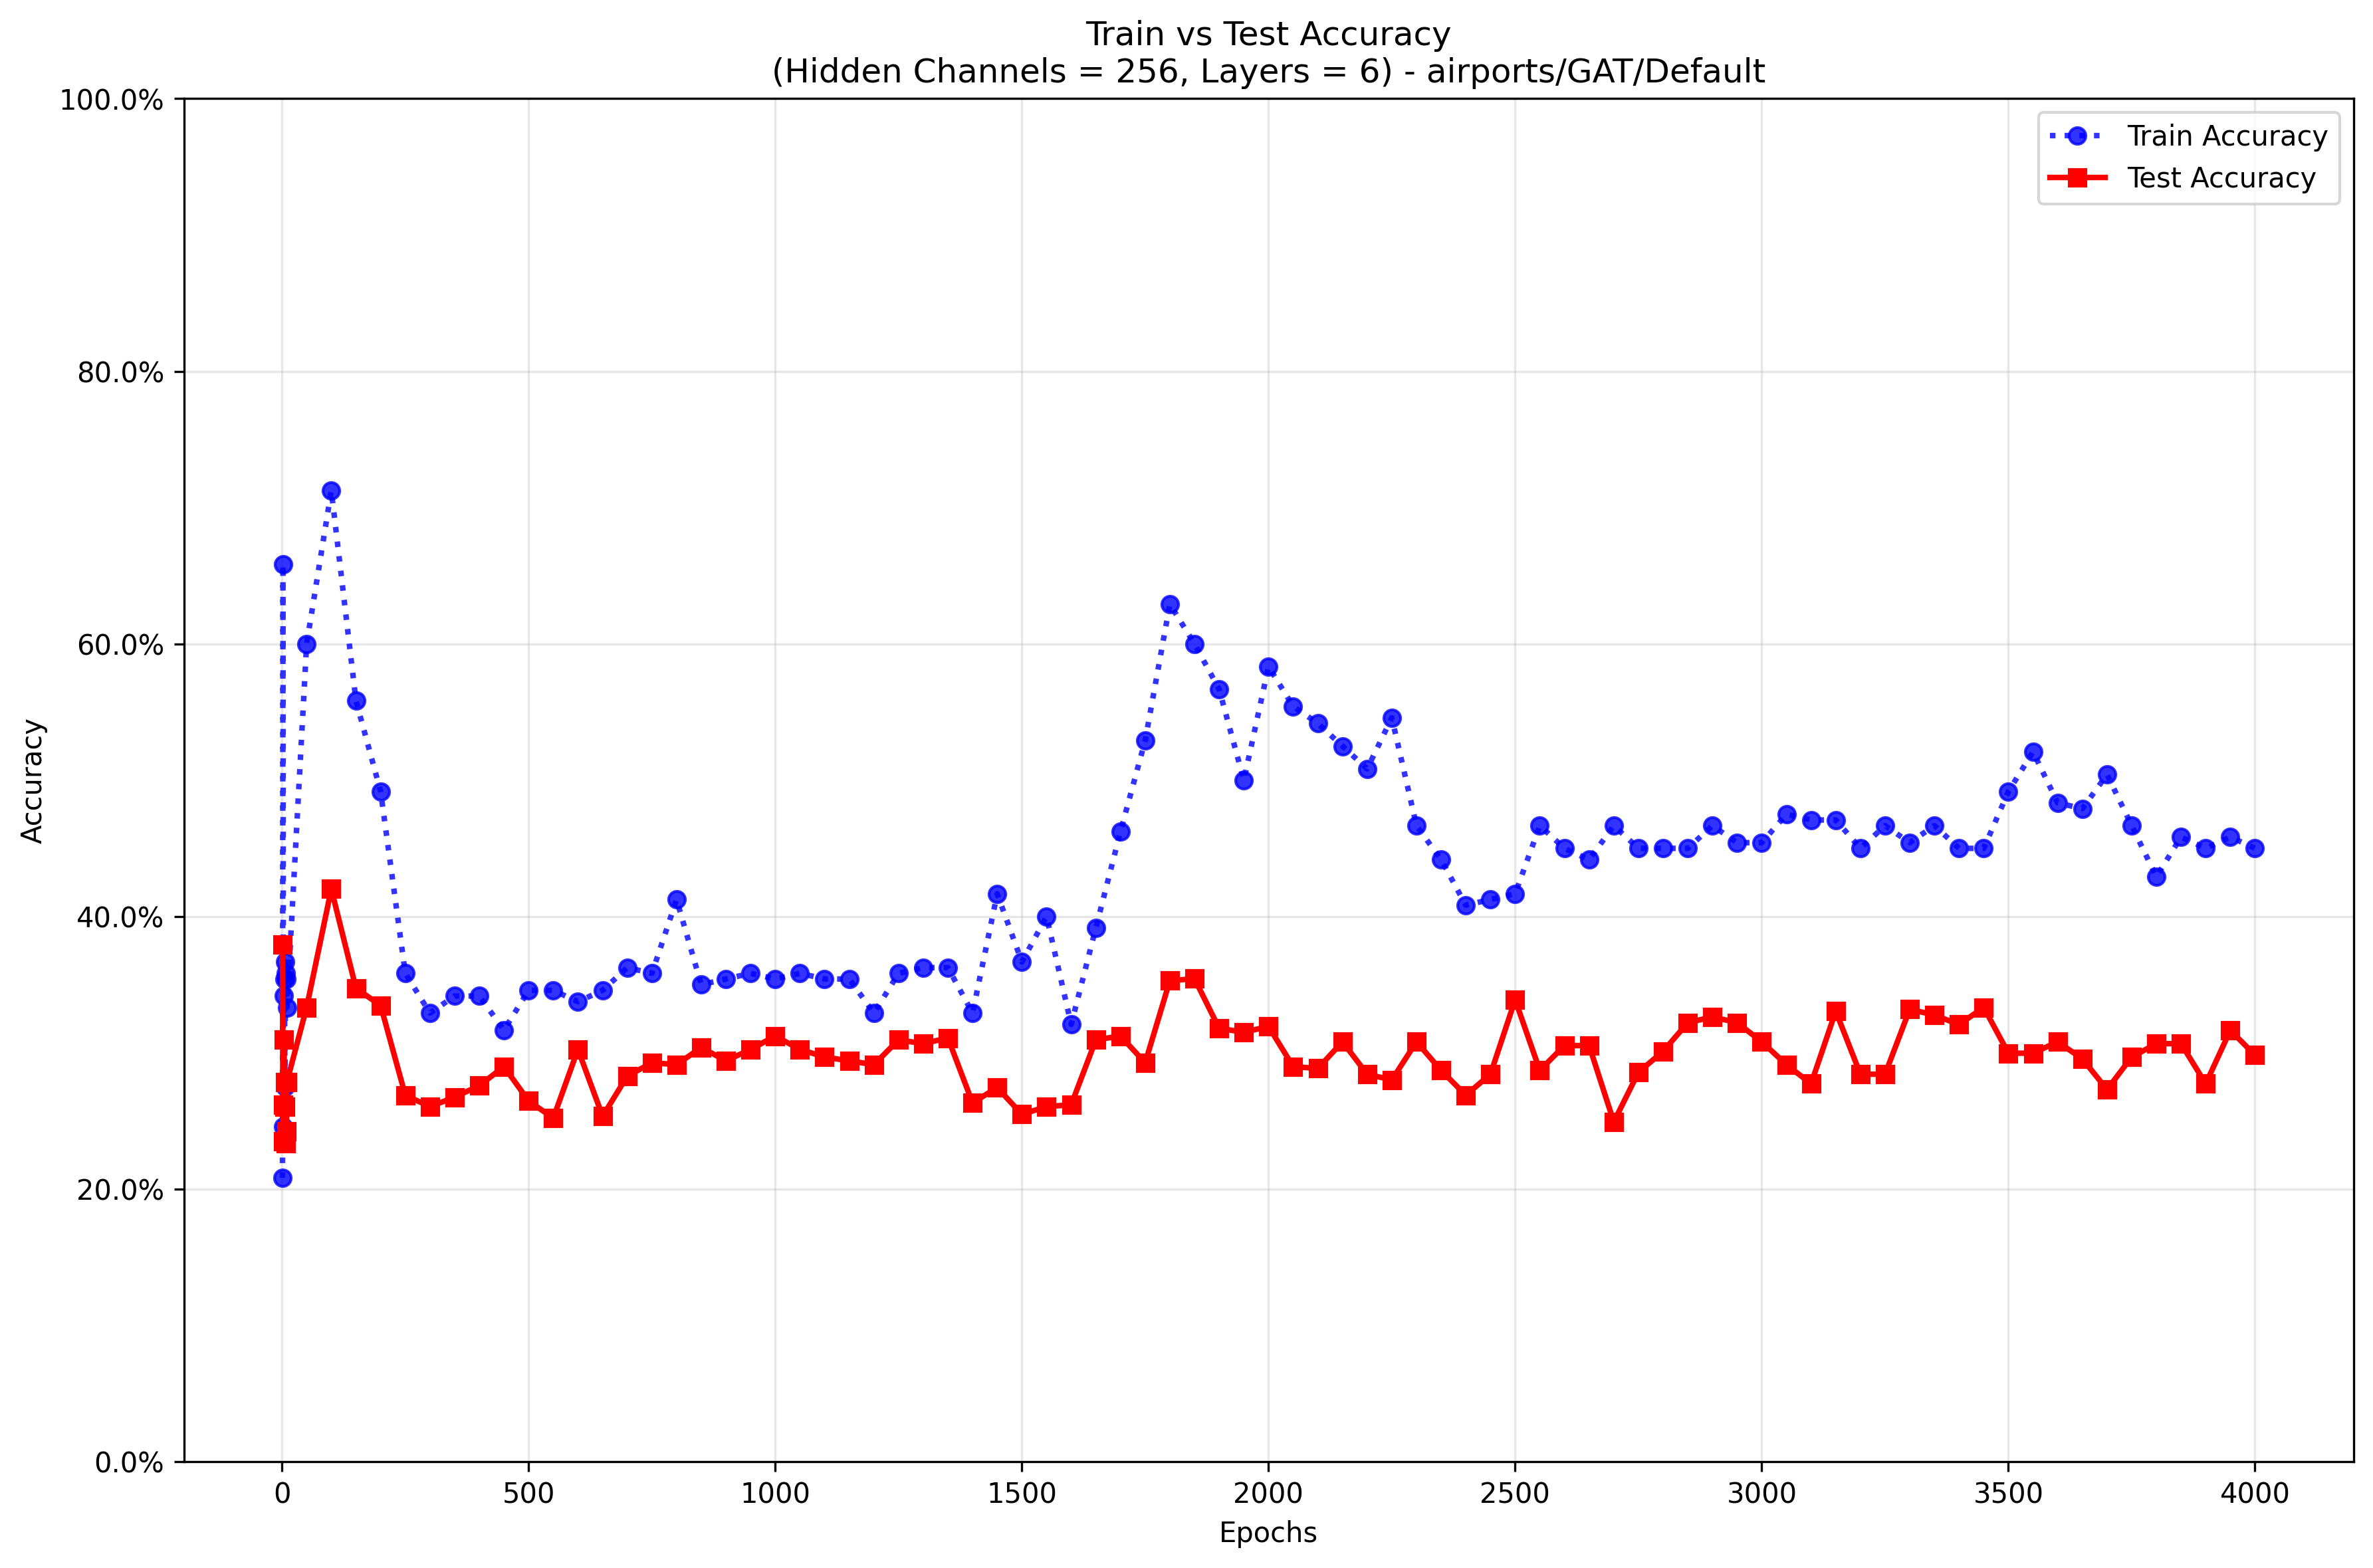 Train vs Test Accuracy
(Hidden Channels = 256, Layers = 6) - airports/GAT/Default
100.0%
80.0%
60.0%
40.0%
20.0%
0.0%
Accuracy
Train Accuracy
Test Accuracy
0
500
1000
1500
2000
2500
3000
3500
4000
Epochs